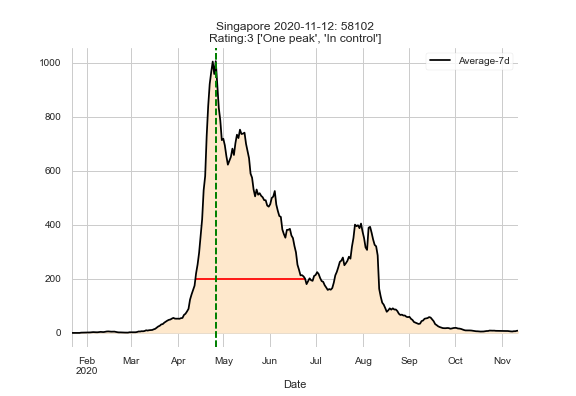 Singapore 2020-11-12: 58102
Rating:3 ['One peak', 'In control']
Average-7d
1000
800
600
400
200
0
Feb Mar Apr May Jun Jul Aug Sep Oct Nov
2020
Date